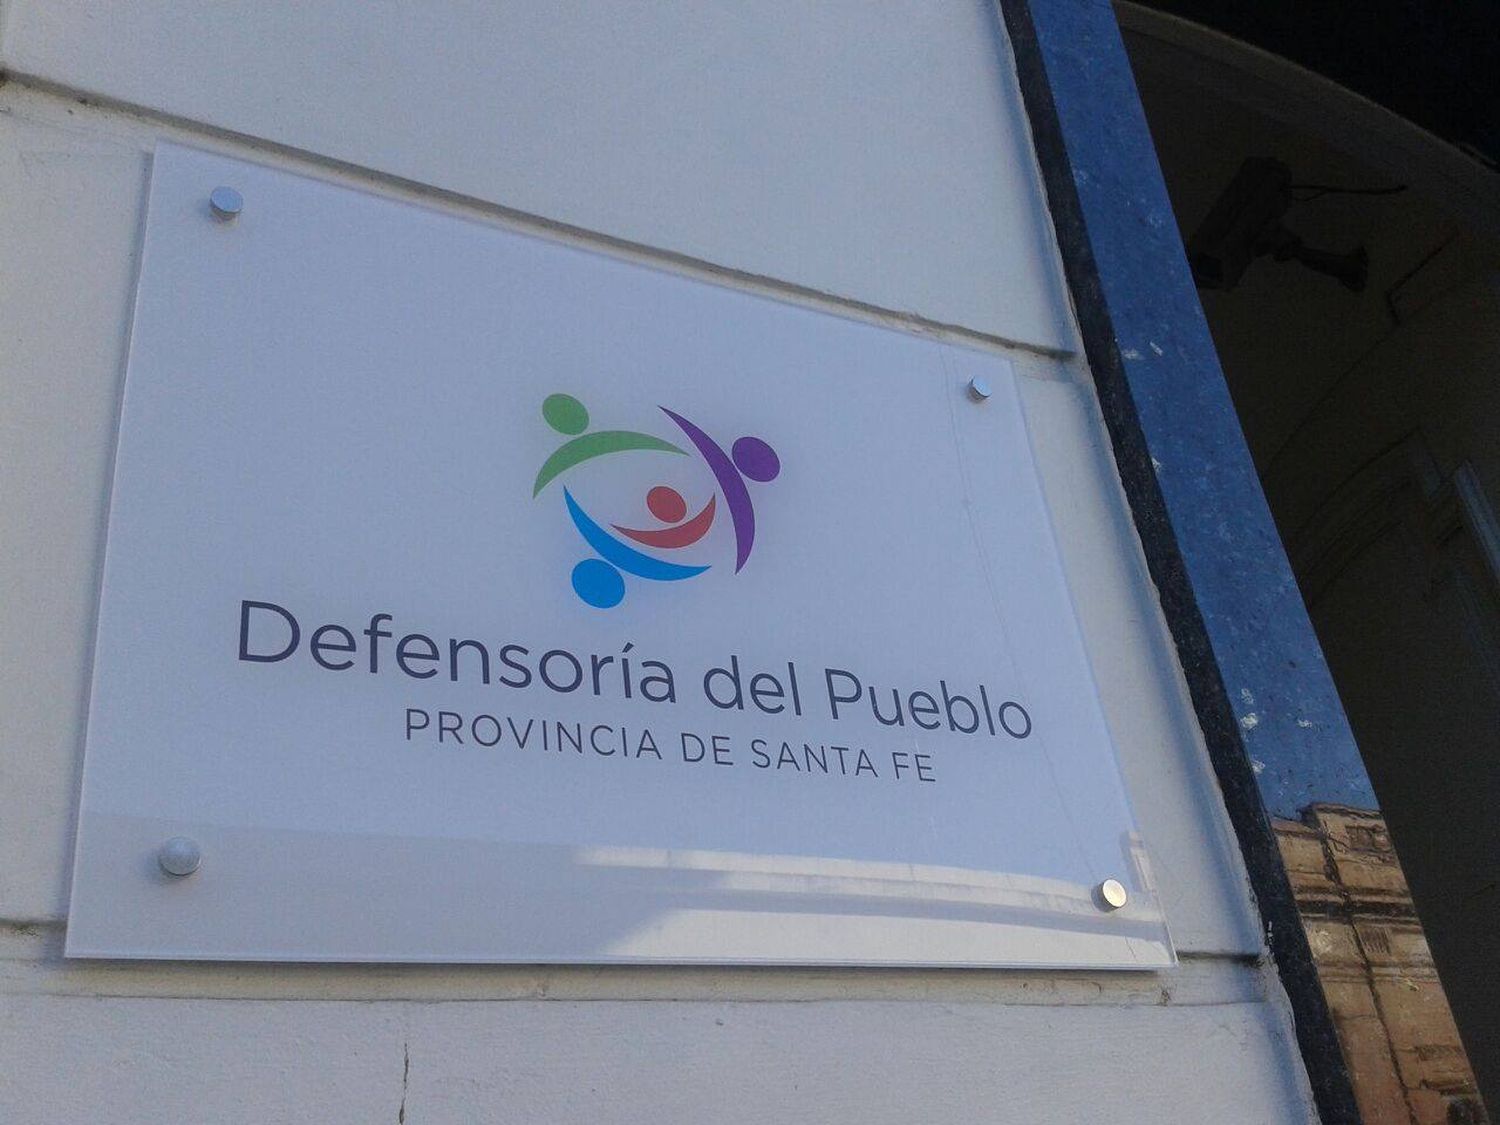 Defensoría del Pueblo
PROVINCIA DE SANTA FE